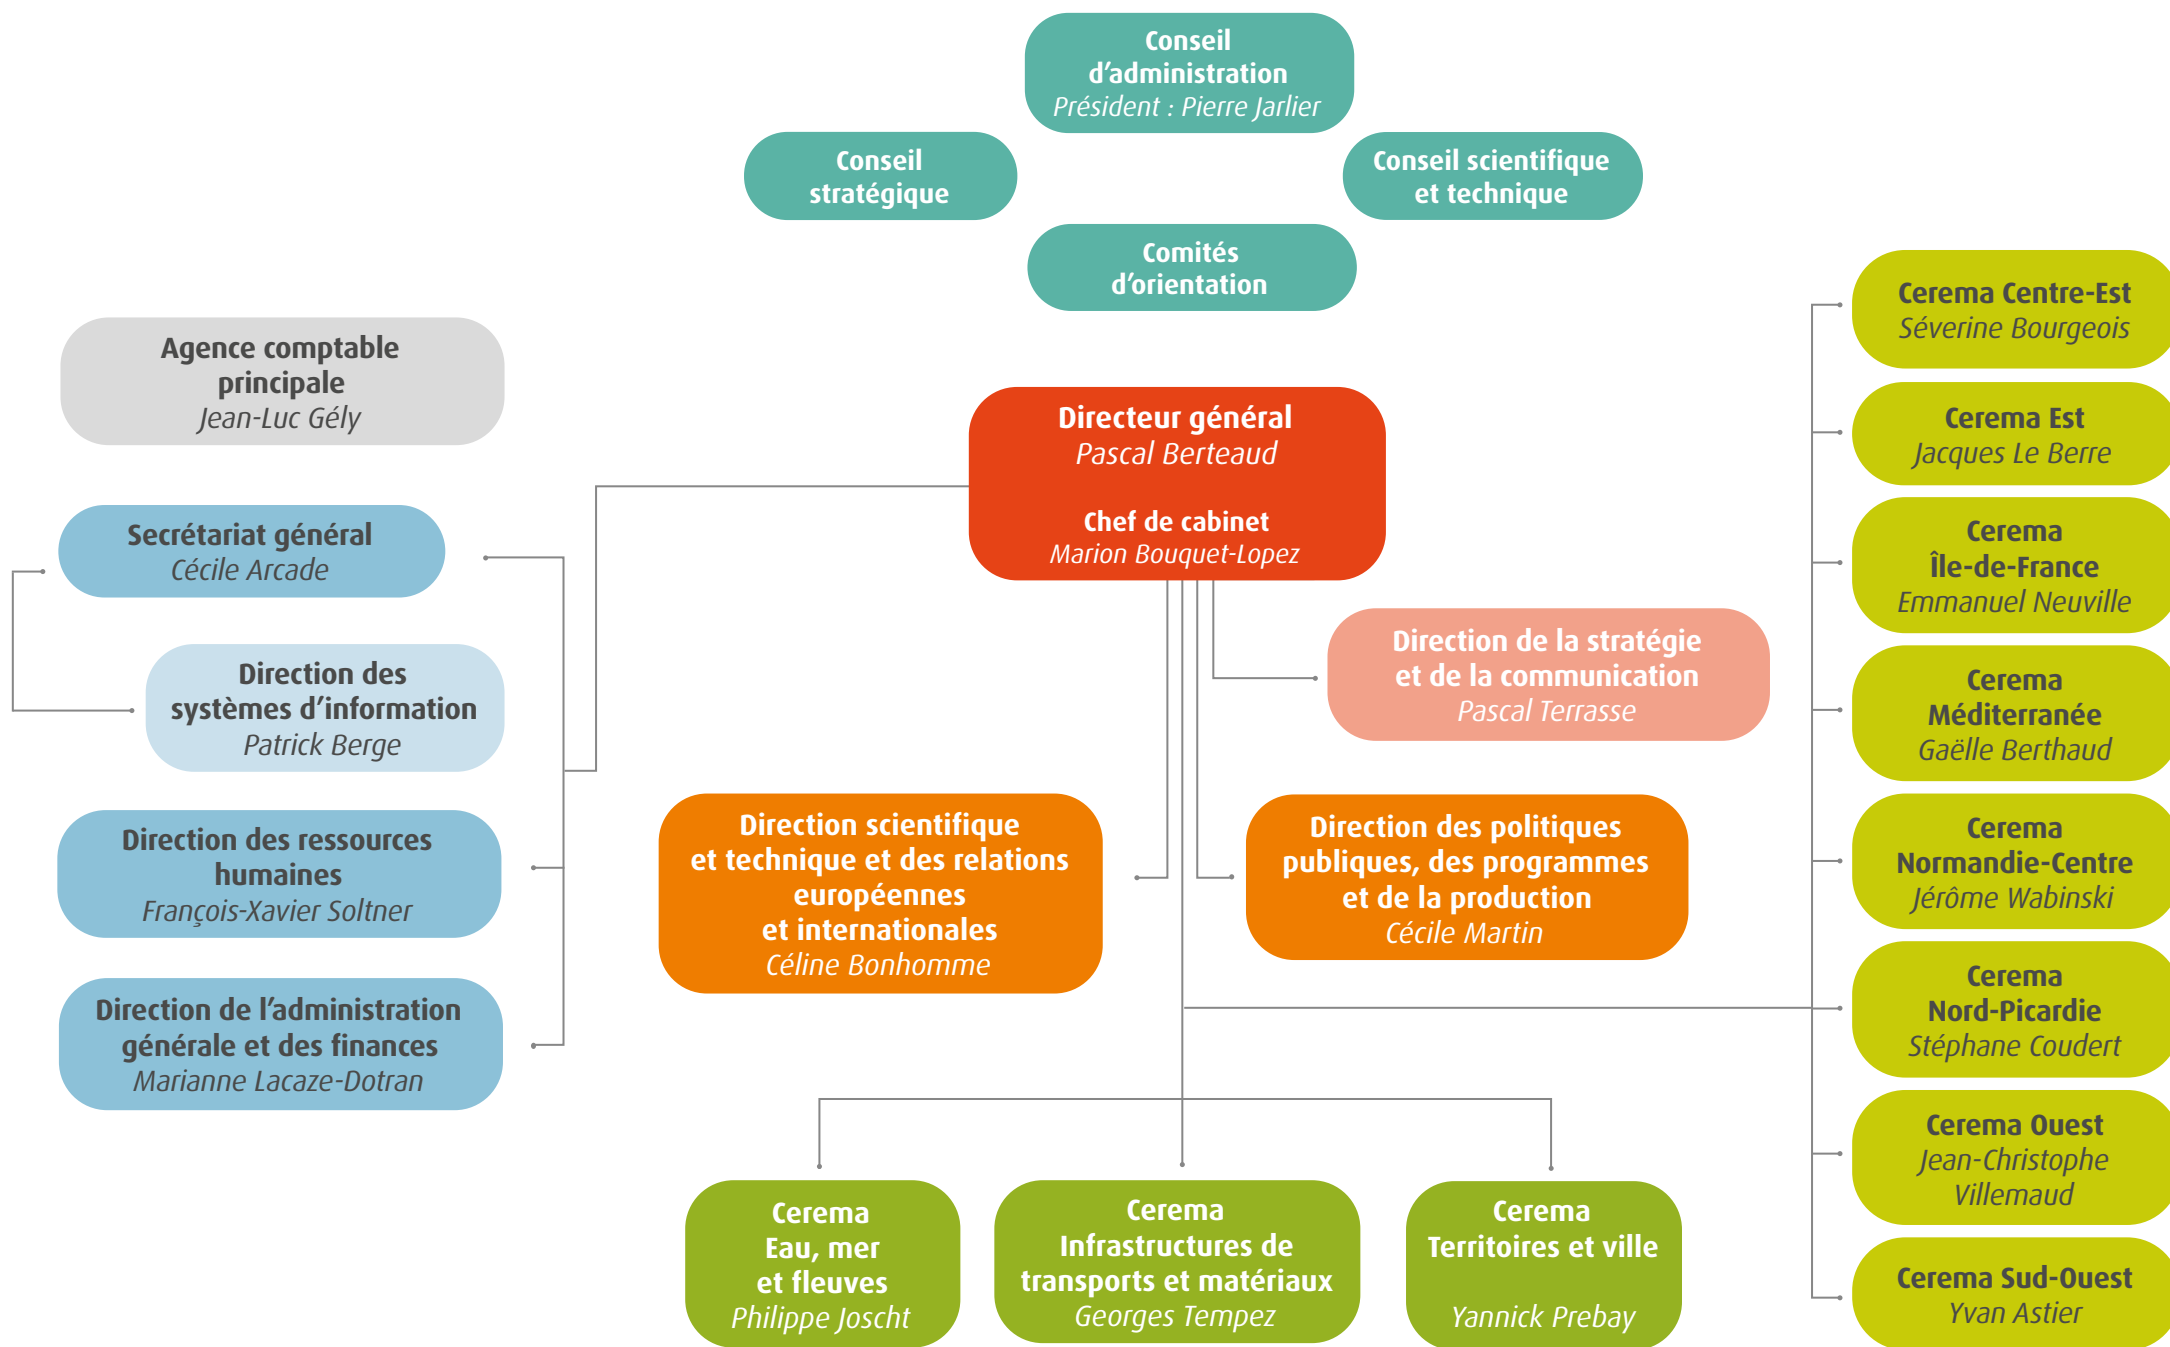 Conseil
d'administration
Président : Pierre Jarlier
Conseil
stratégique
Conseil scientifique
et technique
Comités
d'orientation
Agence comptable
principale
Jean-Luc Gély
Directeur général
Pascal Berteaud
Chef de cabinet
Marion Bouquet-Lopez
Secrétariat général
Cécile Arcade
Direction des
systèmes d'information
Patrick Berge
Direction des ressources
humaines
François-Xavier Soltner
Direction de l'administration
générale et des finances
Marianne Lacaze-Dotran
Direction de la stratégie
et de la communication
Pascal Terrasse
Direction scientifique
et technique et des relations
européennes
et internationales
Céline Bonhomme
Direction des politiques
publiques, des programmes
et de la production
Cécile Martin
Cerema
Eau, mer
et fleuves
Philippe Joscht
Cerema
Infrastructures de
transports et matériaux
Georges Tempez
Cerema
Territoires et ville
Yannick Prebay
Cerema Centre-Est
Séverine Bourgeois
Cerema Est
Jacques Le Berre
Cerema
Île-de-France
Emmanuel Neuville
Cerema
Méditerranée
Gaëlle Berthaud
Cerema
Normandie-Centre
Jérôme Wabinski
Cerema
Nord-Picardie
Stéphane Coudert
Cerema Ouest
Jean-Christophe
Villemaud
Cerema Sud-Ouest
Yvan Astier